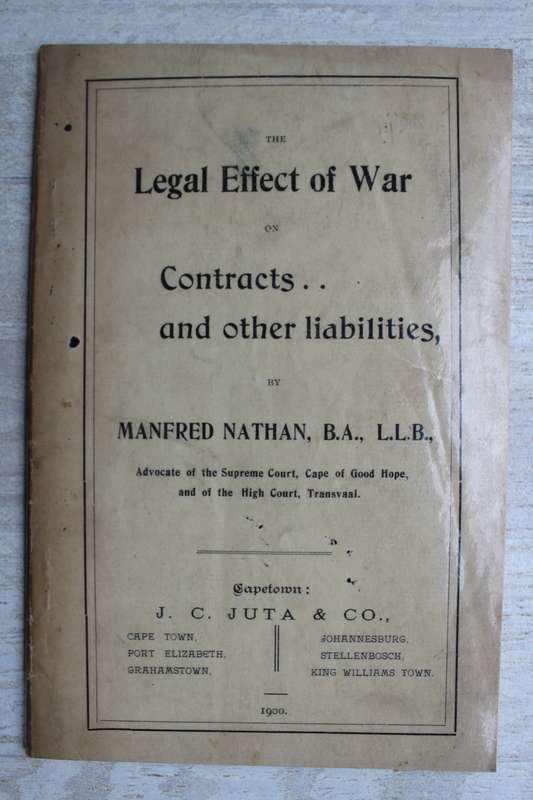 THE
Legal Effect of War
ON
Contracts . .
and other liabilities,
BY
MANFRED NATHAN, B.A., L.L.B.,
Advocate of the Supreme Court, Cape of Good Hope,
and of the High Court, Transvaal.
Capetown:
J. C. JUTA & CO.,
CAPE TOWN,
PORT ELIZABETH,
GRAHAMSTOWN,
JOHANNESBURG,
STELLENBOSCH,
KING WILLIAMS TOWN.
1900.